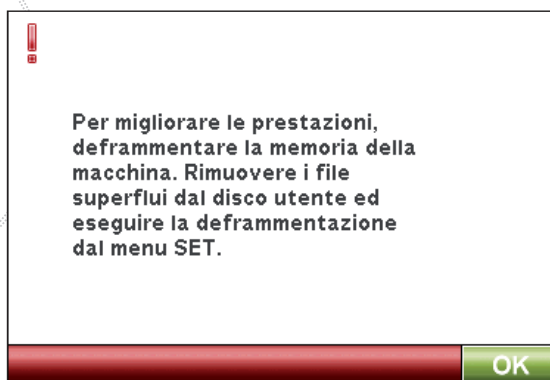 Per migliorare le prestazioni,
deframmentare la memoria della
macchina. Rimuovere i file
superflui dal disco utente ed
eseguire la deframmentazione
dal menu SET.
OK